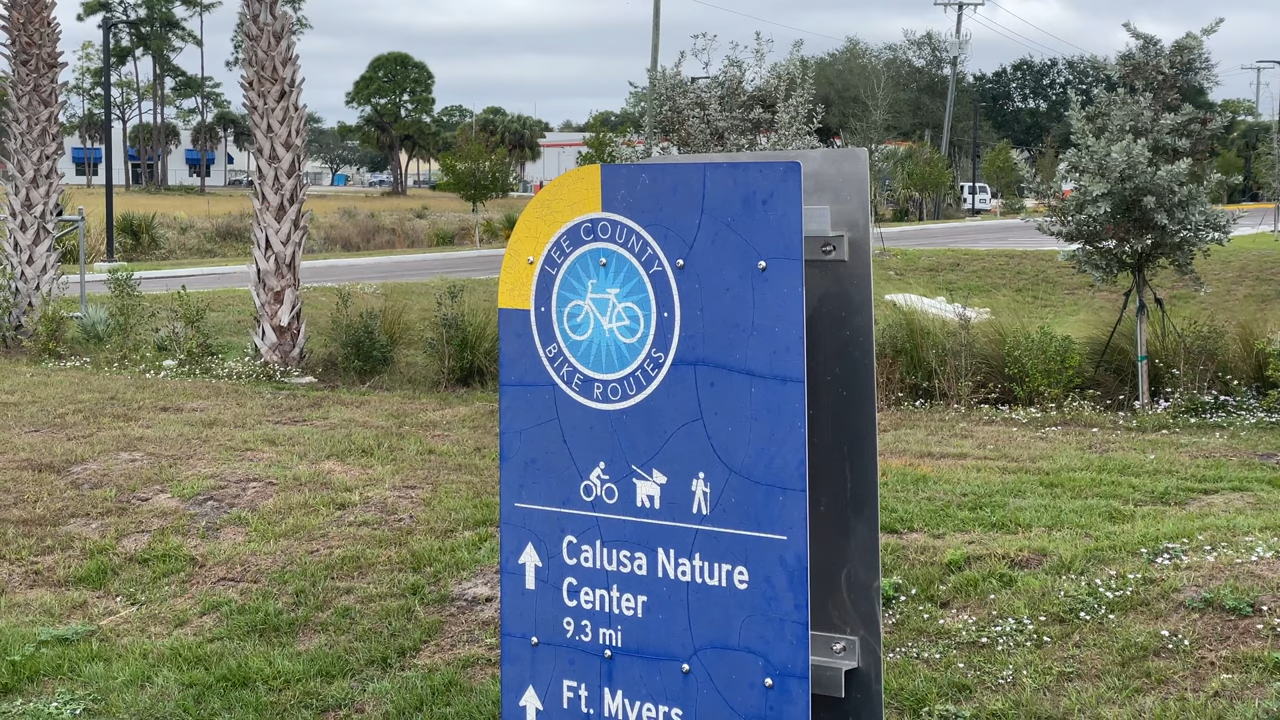 LEE COUNTY
BIKE ROUTES
Calusa Nature
Center
9.3 mi
Ft. Myers